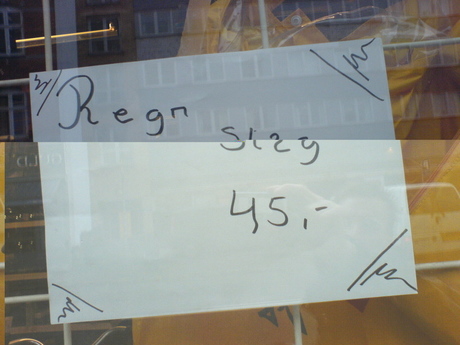 Regn
slag
45,-